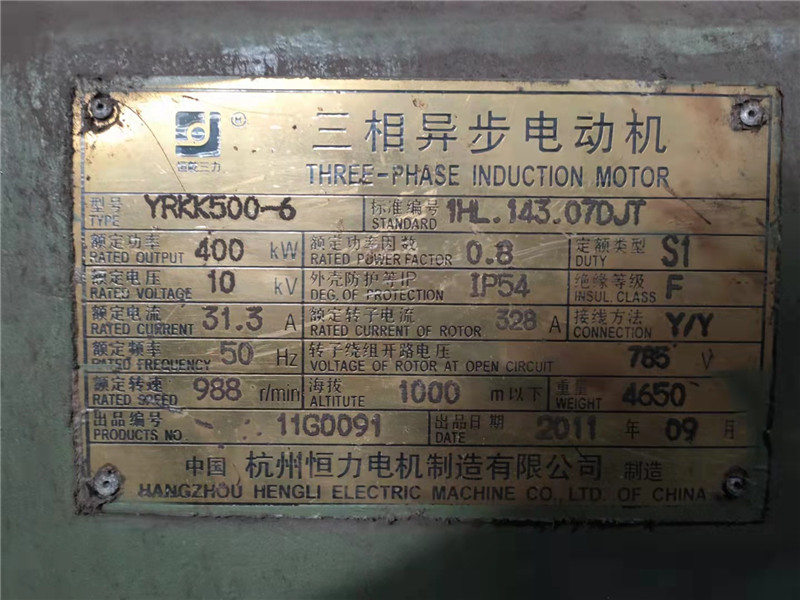 恒乾三力 M 三相异步电动机
THREE-PHASE INDUCTION MOTOR
型号 TYPE YRKK500-6 标准编号 STANDARD 1HL.143.07DJT
额定功率 RATED OUTPUT 400 kW 额定功率因数 RATED POWER FACTOR 0.8 定额类型 DUTY S1
额定电压 RATED VOLTAGE 10 kV 外壳防护等IP DEG. OF PROTECTION IP54 绝缘等级 INSUL. CLASS F
额定电流 RATED CURRENT 31.3 A 额定转子电流 RATED CURRENT OF ROTOR 328 A 接线方法 CONNECTION Y/Y
额定频率 RATSD FREQUENCY 50 Hz 转子绕组开路电压 VOLTAGE OF ROTOR AT OPEN CIRCUIT 785 V
额定转速 RATED SPEED 988 r/min 海拔 ALTITUTE 1000 m以下 重量 WEIGHT 4650
出品编号 PRODUCTS NO. 11G0091 出品日期 DATE 2011 年 09 月
中国 杭州恒力电机制造有限公司 制造
HANGZHOU HENGLI ELECTRIC MACHINE CO., LTD. OF CHINA